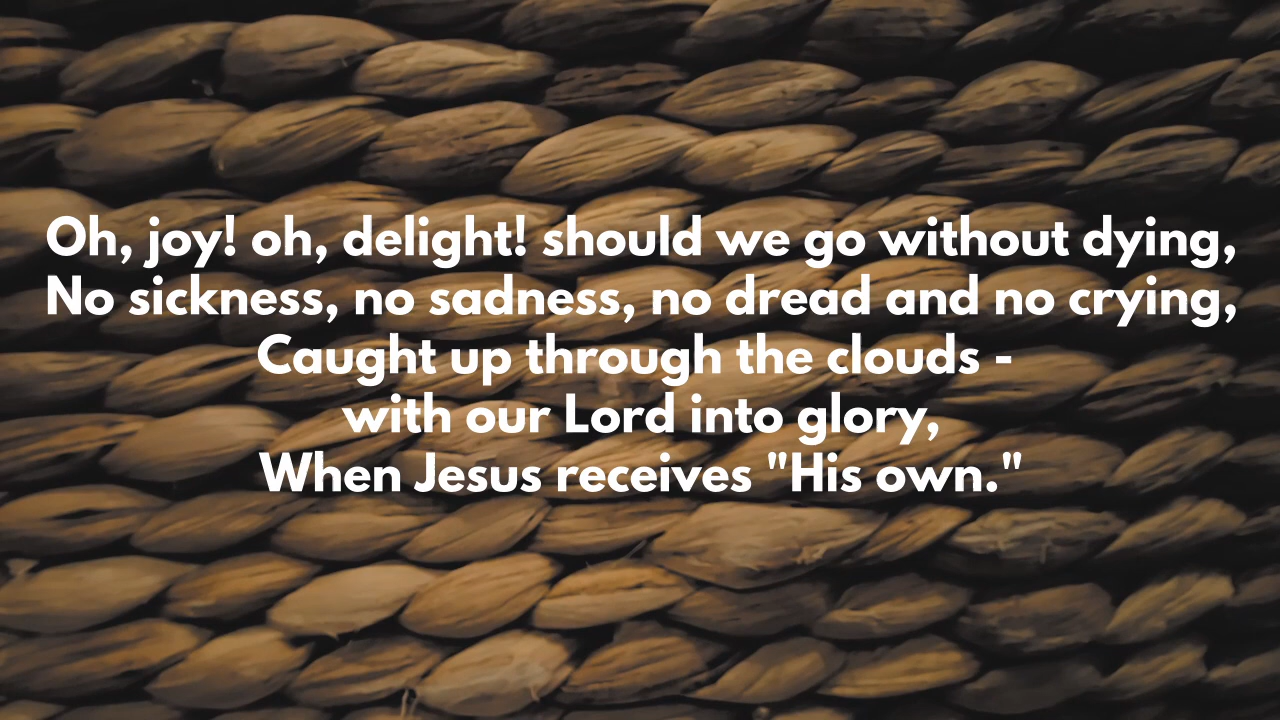 Oh, joy! oh, delight! should we go without dying,
No sickness, no sadness, no dread and no crying,
Caught up through the clouds -
with our Lord into glory,
When Jesus receives "His own."